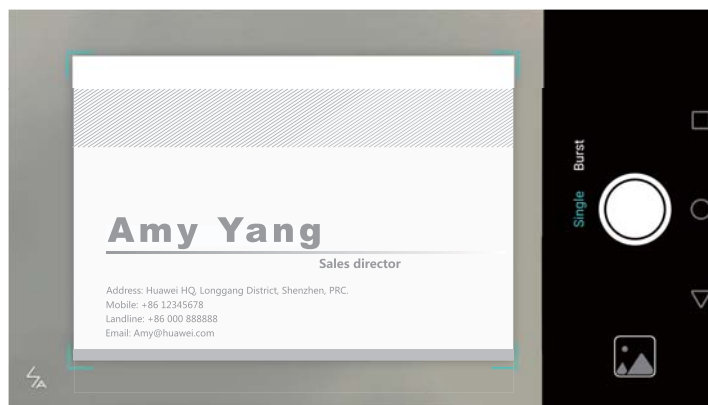 Amy Yang
Sales director
Address: Huawei HQ, Longgang District, Shenzhen, PRC.
Mobile: +86 12345678
Landline: +86 000 888888
Email: Amy@huawei.com
Single Burst